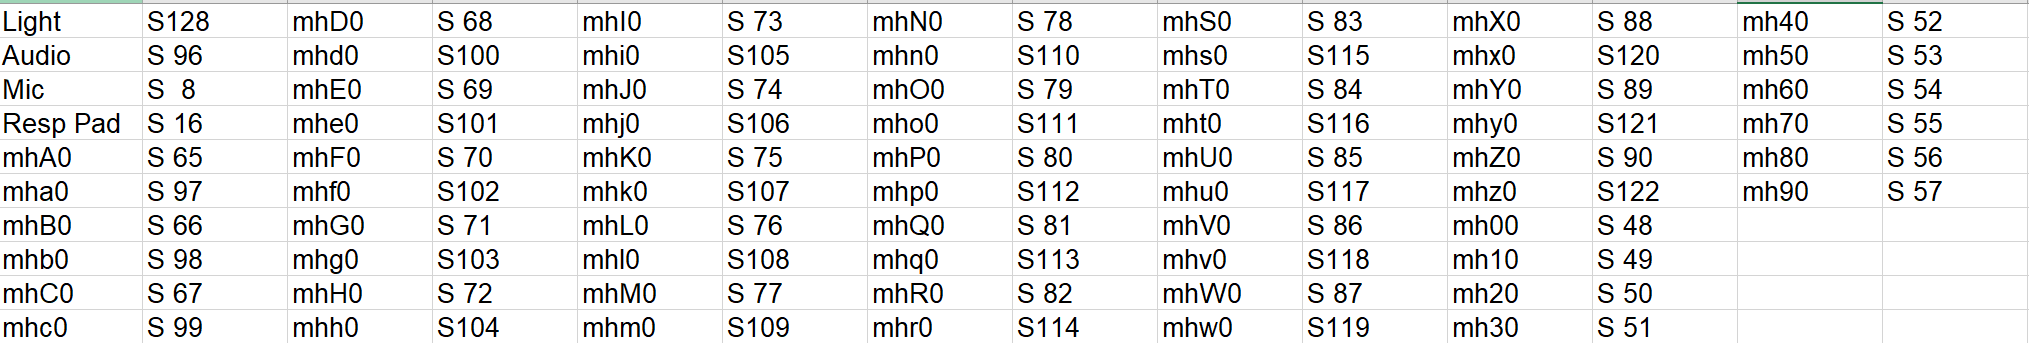 Light S128 mhD0 S 68 mhI0 S 73 mhN0 S 78 mhS0 S 83 mhX0 S 88 mh40 S 52
Audio S 96 mhd0 S100 mhi0 S105 mhn0 S110 mhs0 S115 mhx0 S120 mh50 S 53
Mic S  8 mhE0 S 69 mhJ0 S 74 mhO0 S 79 mhT0 S 84 mhY0 S 89 mh60 S 54
Resp Pad S 16 mhe0 S101 mhj0 S106 mho0 S111 mht0 S116 mhy0 S121 mh70 S 55
mhA0 S 65 mhF0 S 70 mhK0 S 75 mhP0 S 80 mhU0 S 85 mhZ0 S 90 mh80 S 56
mha0 S 97 mhf0 S102 mhk0 S107 mhp0 S112 mhu0 S117 mhz0 S122 mh90 S 57
mhB0 S 66 mhG0 S 71 mhL0 S 76 mhQ0 S 81 mhV0 S 86 mh00 S 48
mhb0 S 98 mhg0 S103 mhl0 S108 mhq0 S113 mhv0 S118 mh10 S 49
mhC0 S 67 mhH0 S 72 mhM0 S 77 mhR0 S 82 mhW0 S 87 mh20 S 50
mhc0 S 99 mhh0 S104 mhm0 S109 mhr0 S114 mhw0 S119 mh30 S 51